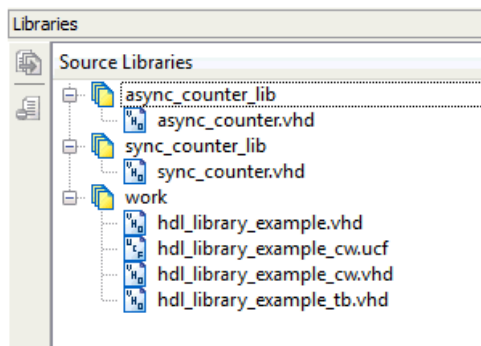 Libraries
Source Libraries
async_counter_lib
async_counter.vhd
sync_counter_lib
sync_counter.vhd
work
hdl_library_example.vhd
hdl_library_example_cw.ucf
hdl_library_example_cw.vhd
hdl_library_example_tb.vhd